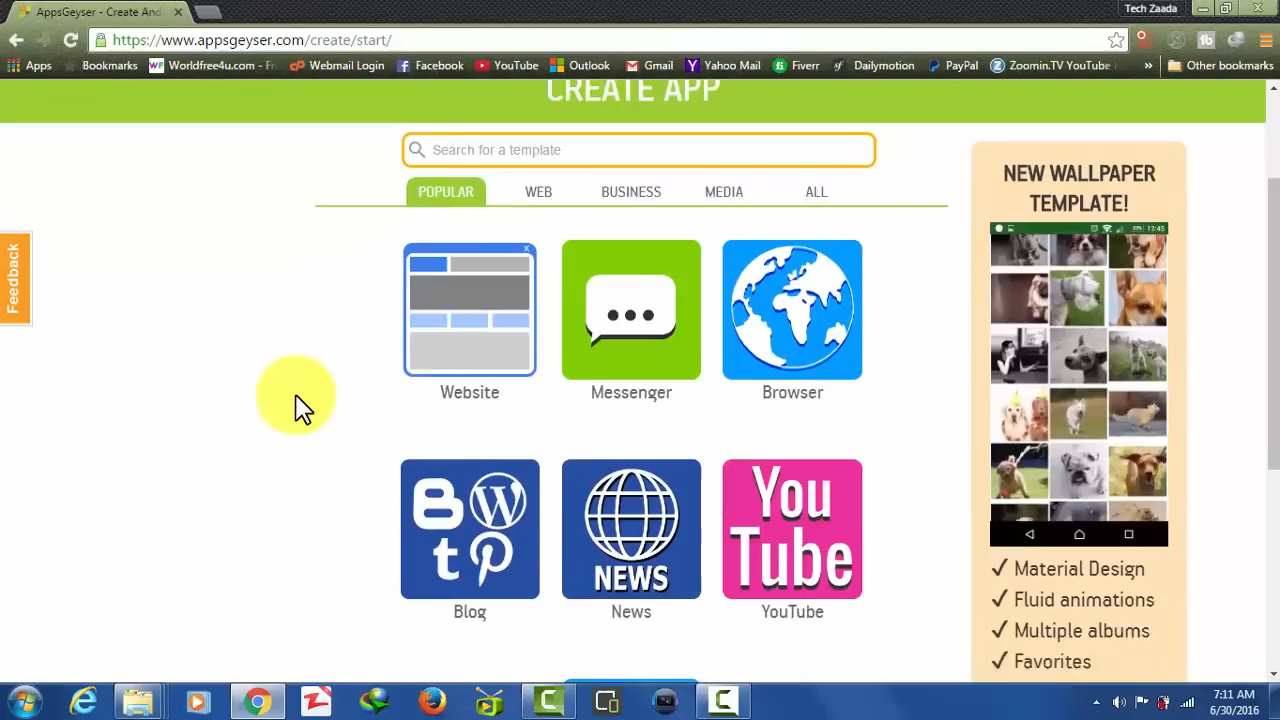 AppsGeyser - Create And
Tech Zaada
https://www.appsgeyser.com/create/start/
Apps Bookmarks Worldfree4u.com - Fr Webmail Login Facebook YouTube Outlook Gmail Yahoo Mail Fiverr Dailymotion PayPal Zoomin.TV YouTube » Other bookmarks
CREATE APP
Search for a template
POPULAR WEB BUSINESS MEDIA ALL
Feedback
Website Messenger Browser
NEWS
You
Tube
Blog News YouTube
NEW WALLPAPER
TEMPLATE!
13:45
✓ Material Design
✓ Fluid animations
✓ Multiple albums
✓ Favorites
7:11 AM
6/30/2016